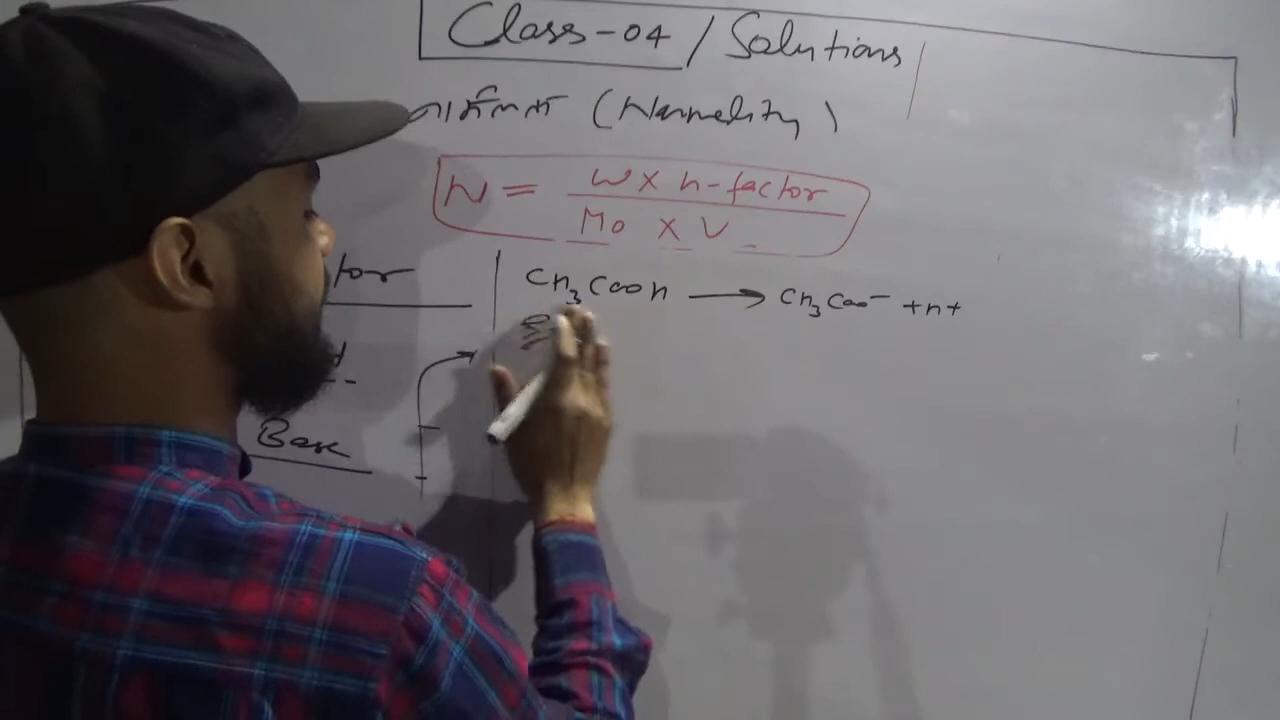 Class-04 / Solutions
(Normality)
N = W x n-factor / Mo x V
tor
CH3COOH → CH3COO- + H+
Base